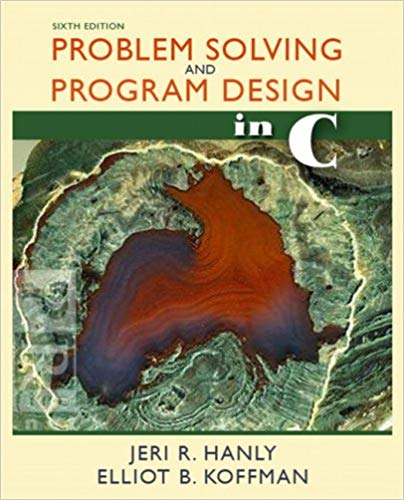 SIXTH EDITION
PROBLEM SOLVING
AND
PROGRAM DESIGN
in C
JERI R. HANLY
ELLIOT B. KOFFMAN